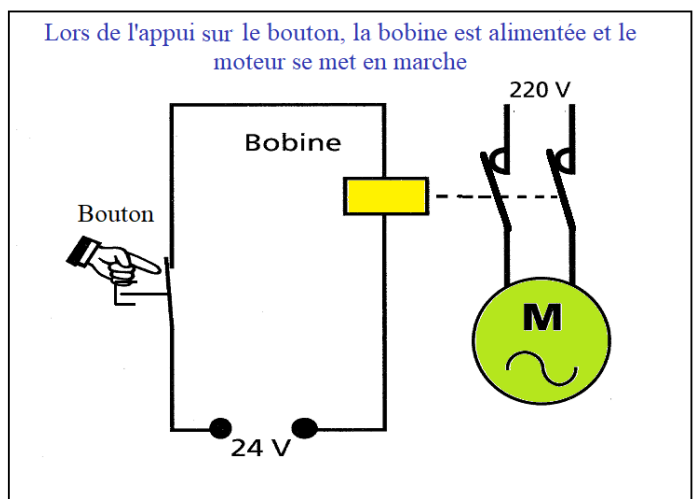 Lors de l'appui sur le bouton, la bobine est alimentée et le
moteur se met en marche
220 V
Bobine
Bouton
M
24 V